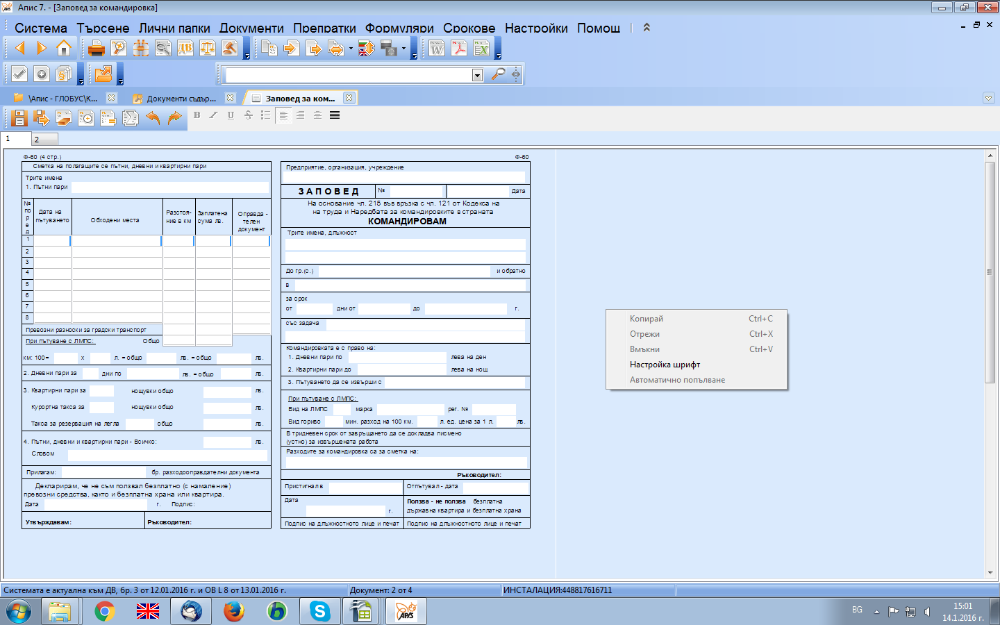 Апис 7. - [Заповед за командировка]
Система Търсене Лични папки Документи Препратки Формуляри Срокове Настройки Помощ
\Апис - ГЛОБУС\К... Документи съдър... Заповед за ком...
1 2
Ф-60 (4 стр.)
Сметка на полагащите се пътни, дневни и квартирни пари
Трите имена
1. Пътни пари
№ по ред
Дата на пътуването
Обходени места
Разстоя- ние в км
Заплатена сума лв.
Оправда - телен документ
1
2
3
4
5
6
7
8
Превозни разноски за градски транспорт
При пътуване с ЛМПС: Общо
км: 100= х л. = общо лв. = общо лв.
2. Дневни пари за дни по лв. = общо лв.
3. Квартирни пари за нощувки общо лв.
Курортна такса за нощувки общо лв.
Такса за резервация на легла общо лв.
4. Пътни, дневни и квартирни пари - Всичко: лв.
Словом
Прилагам: бр. разходооправдателни документа
Декларирам, че не съм ползвал безплатно (с намаление)
превозни средства, както и безплатна храна или квартира.
Дата г. Подпис:
Утвърждавам: Ръководител:
Ф-60
Предприятие, организация, учреждение
ЗАПОВЕД № Дата
На основание чл. 215 във връзка с чл. 121 от Кодекса на
на труда и Наредбата за командировките в страната
КОМАНДИРОВАМ
Трите имена, длъжност
До гр.(с.) и обратно
в
за срок
от дни от до г.
със задача
Командировката е с право на:
1. Дневни пари по лева на ден
2. Квартирни пари до лева на нощ
3. Пътуването да се извърши с
При пътуване с ЛМПС:
Вид на ЛМПС марка рег. №
Вид гориво мин. разход на 100 км. л. ед. цена за 1 л. лв.
В тридневен срок от завръщането да се докладва писмено
(устно) за извършената работа
Разходите за командировка са за сметка на:
Ръководител:
Пристигнал в Отпътувал - дата
Дата г.
Ползва - не ползва безплатна
държавна квартира и безплатна храна
Подпис на длъжностното лице и печат Подпис на длъжностното лице и печат
Копирай Ctrl+C
Отрежи Ctrl+X
Вмъкни Ctrl+V
Настройка шрифт
Автоматично попълване
Системата е актуална към ДВ, бр. 3 от 12.01.2016 г. и ОВ L 8 от 13.01.2016 г. Документ: 2 от 4 ИНСТАЛАЦИЯ:448817616711
BG 15:01
14.1.2016 г.